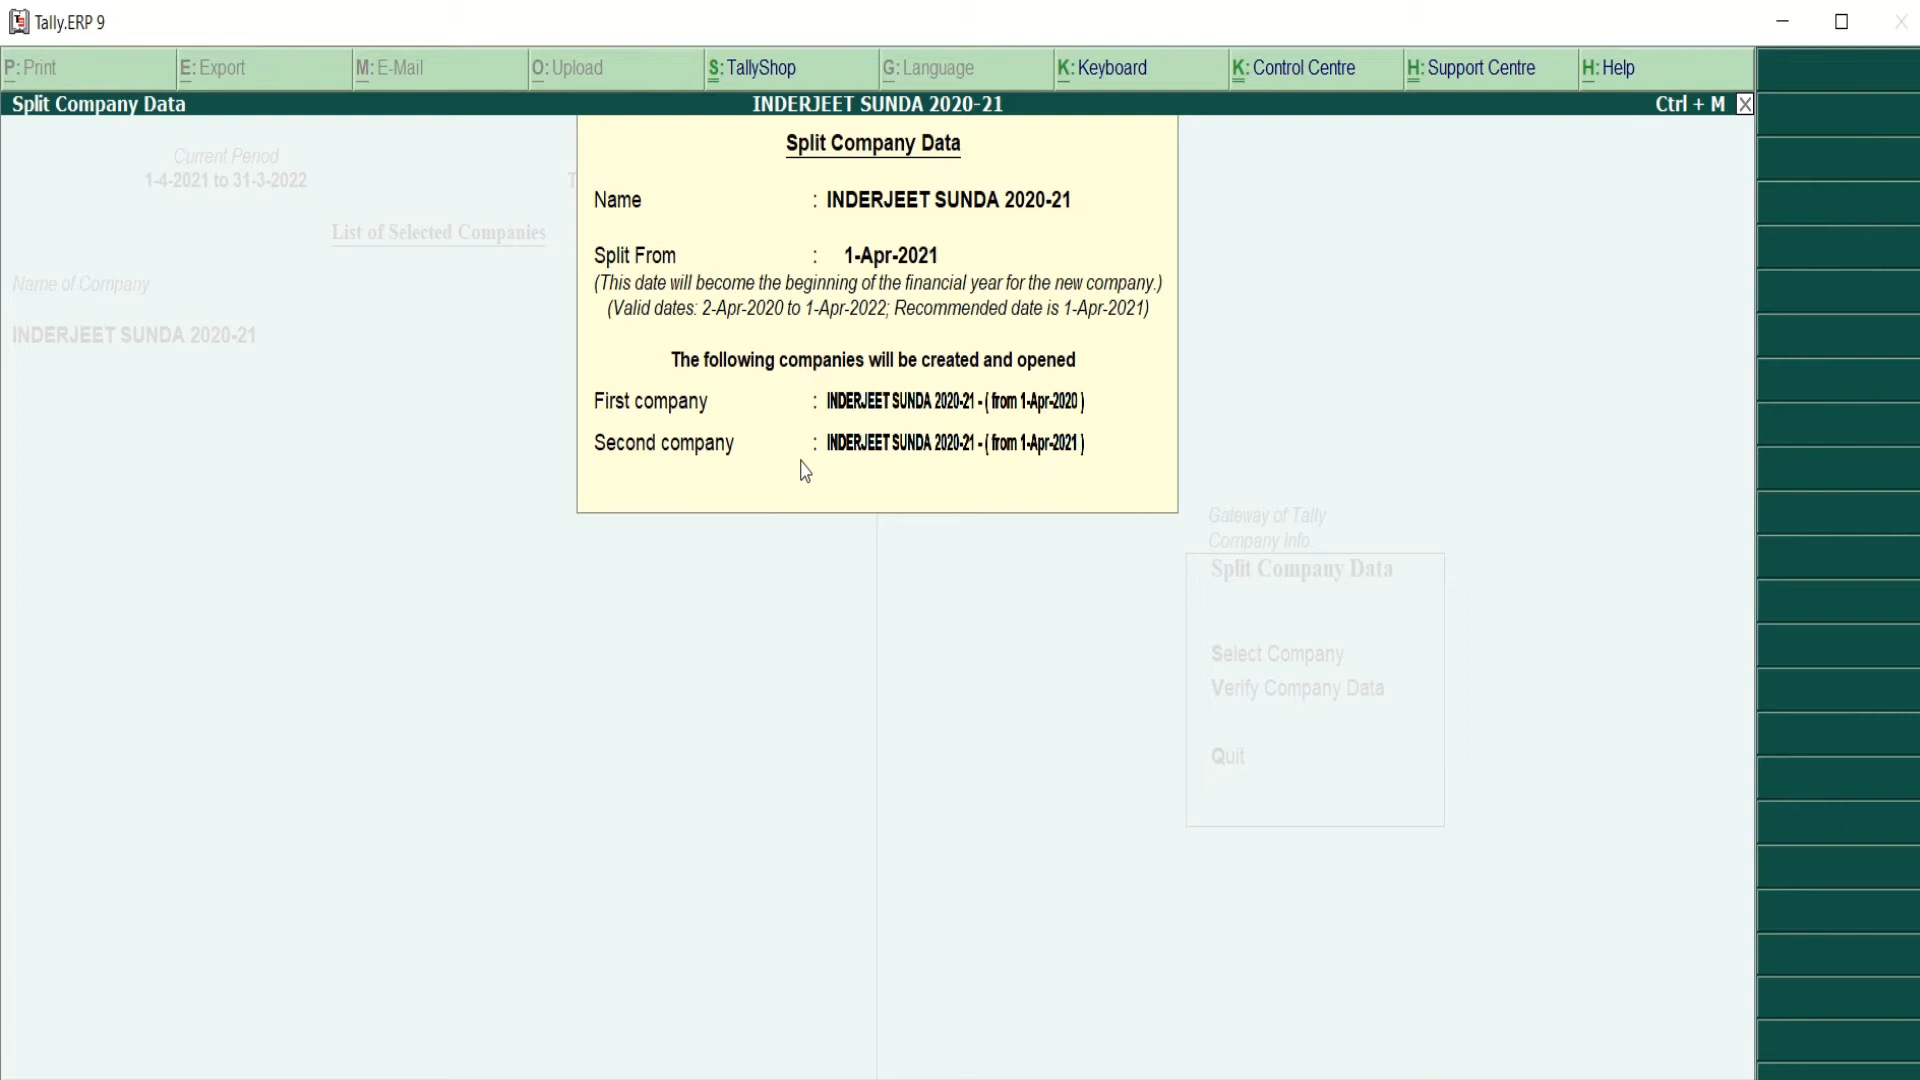 Tally.ERP 9
P: Print E: Export M: E-Mail O: Upload S: TallyShop G: Language K: Keyboard K: Control Centre H: Support Centre H: Help
Split Company Data INDERJEET SUNDA 2020-21 Ctrl + M X
Split Company Data
Current Period
1-4-2021 to 31-3-2022 T
Name : INDERJEET SUNDA 2020-21
List of Selected Companies
Split From : 1-Apr-2021
Name of Company
(This date will become the beginning of the financial year for the new company.)
(Valid dates: 2-Apr-2020 to 1-Apr-2022; Recommended date is 1-Apr-2021)
INDERJEET SUNDA 2020-21
The following companies will be created and opened
First company : INDERJEET SUNDA 2020-21 - ( from 1-Apr-2020 )
Second company : INDERJEET SUNDA 2020-21 - ( from 1-Apr-2021 )
Gateway of Tally
Company Info.
Split Company Data
Select Company
Verify Company Data
Quit